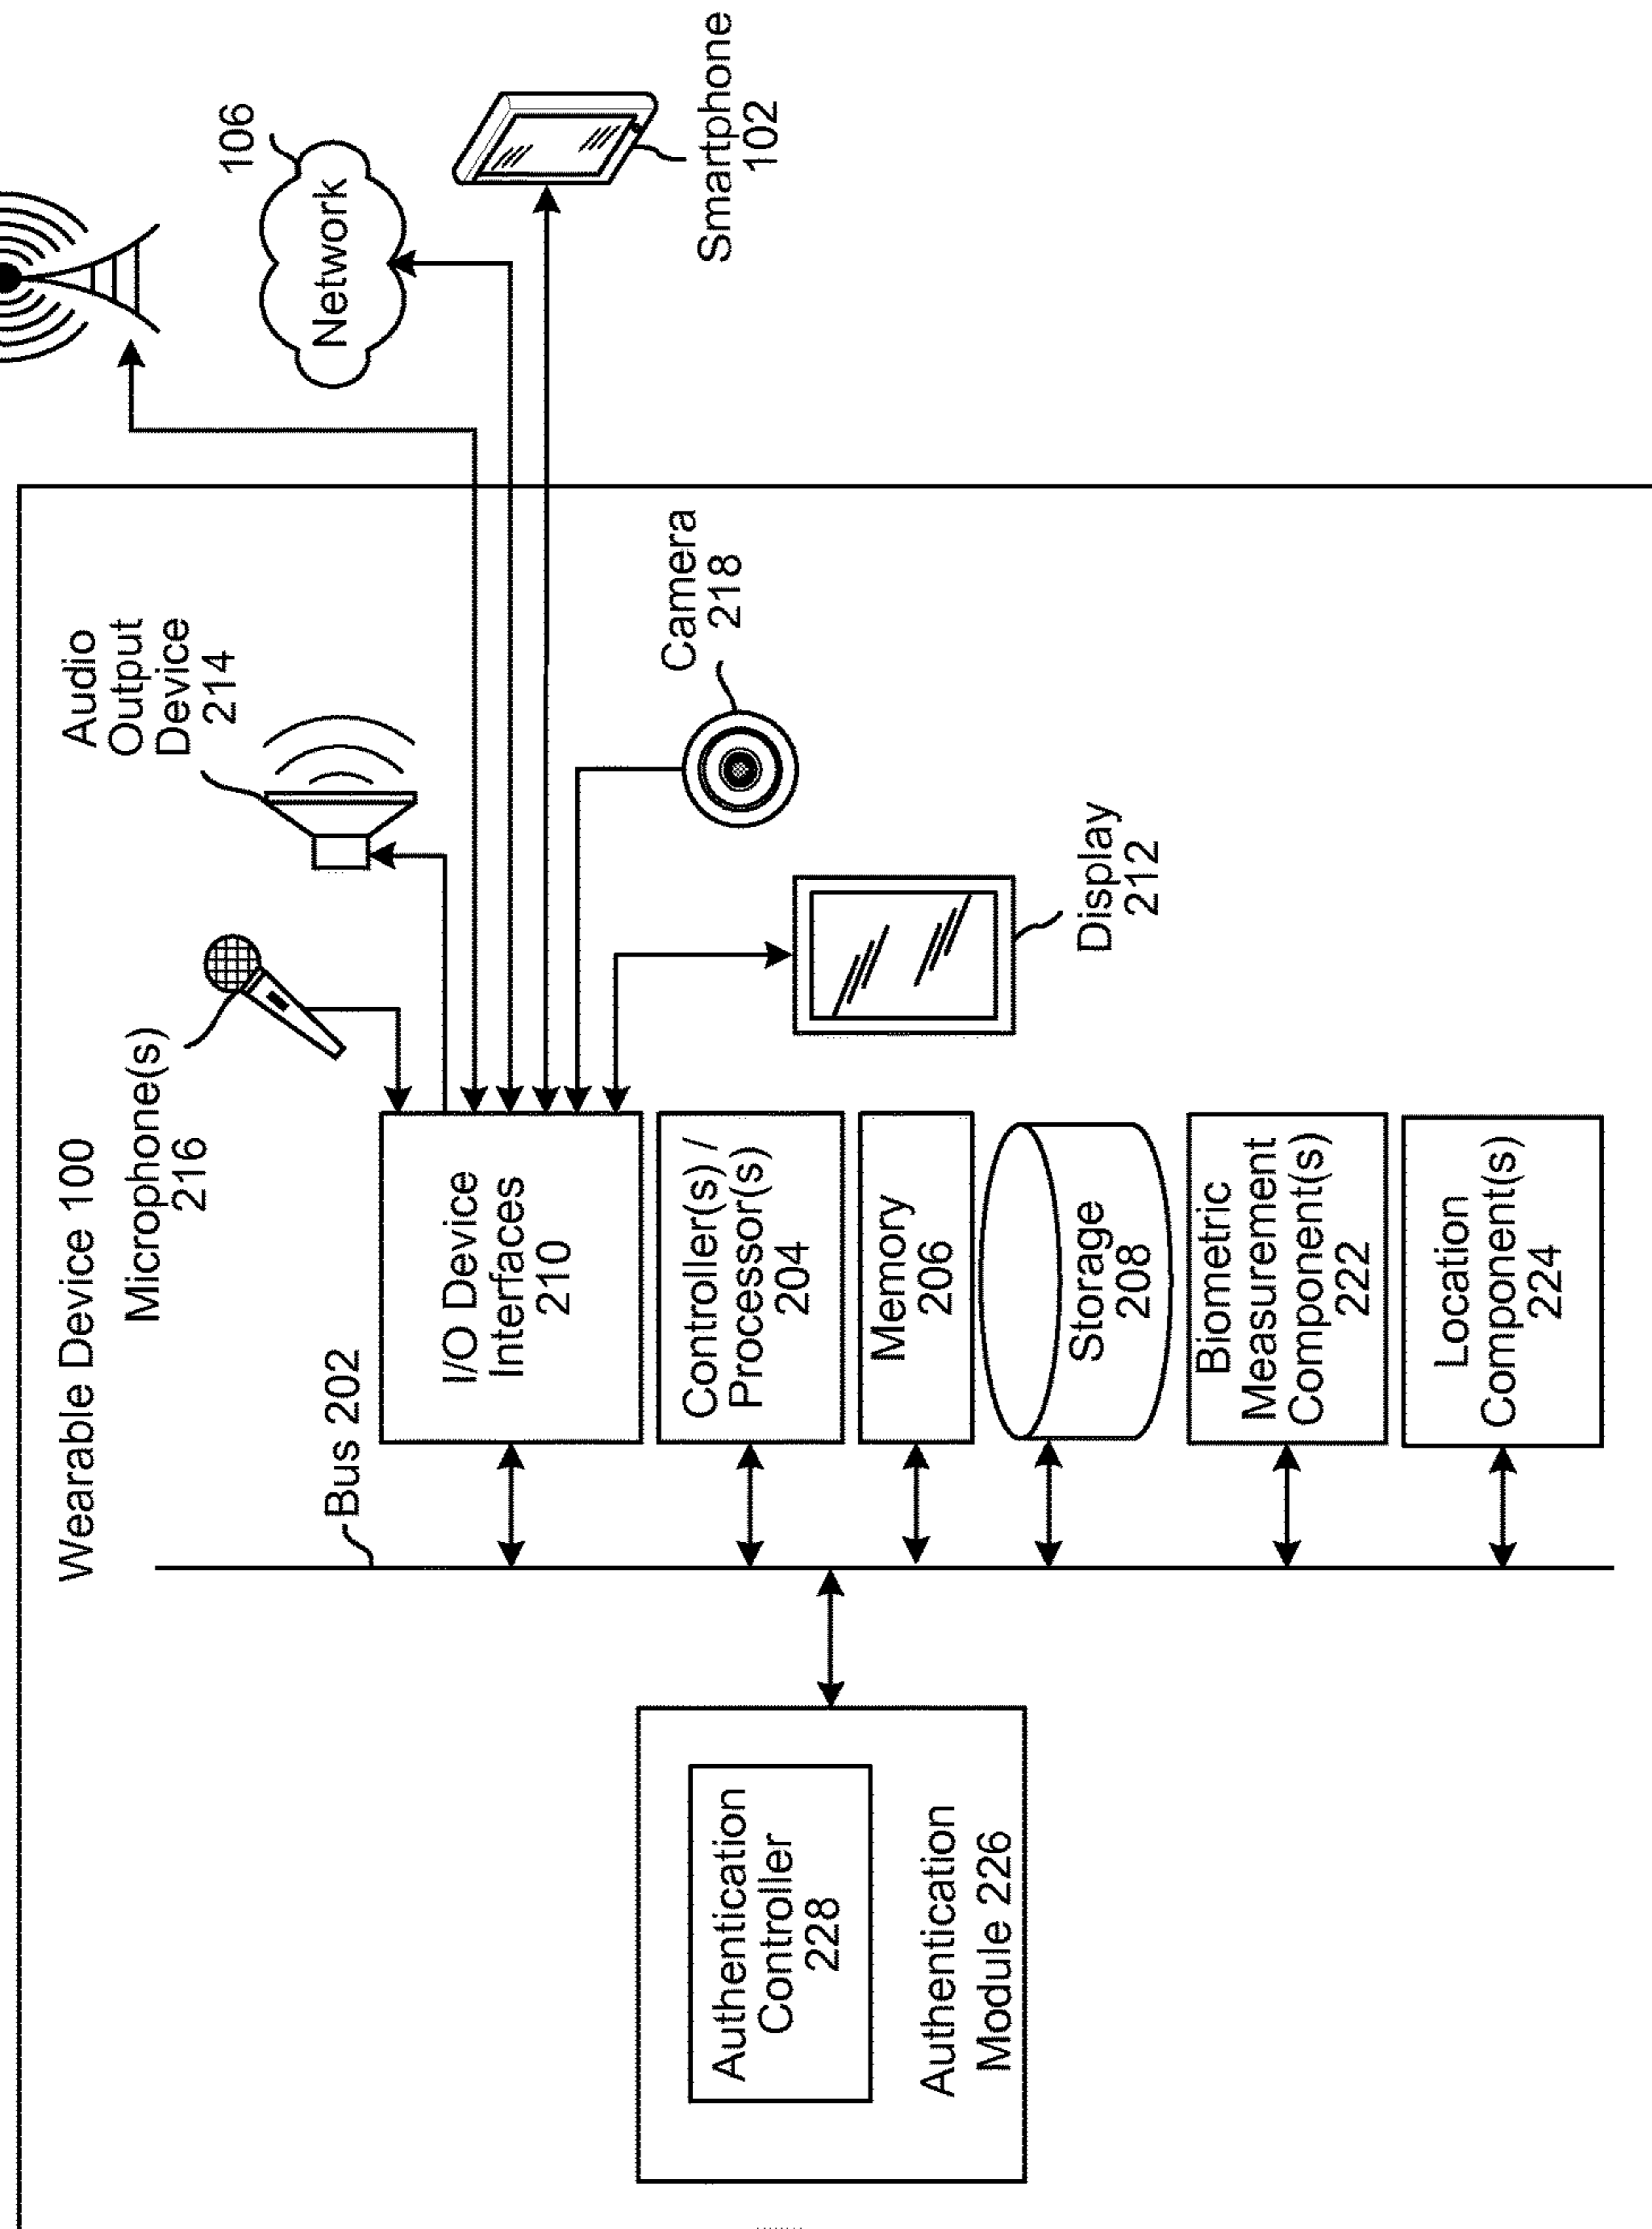 Wearable Device 100
Bus 202
Microphone(s)
216
Audio
Output
Device
214
106
Network
Smartphone
102
Camera
218
Display
212
I/O Device
Interfaces
210
Controller(s) /
Processor(s)
204
Memory
206
Storage
208
Biometric
Measurement
Component(s)
222
Location
Component(s)
224
Authentication
Controller
228
Authentication
Module 226